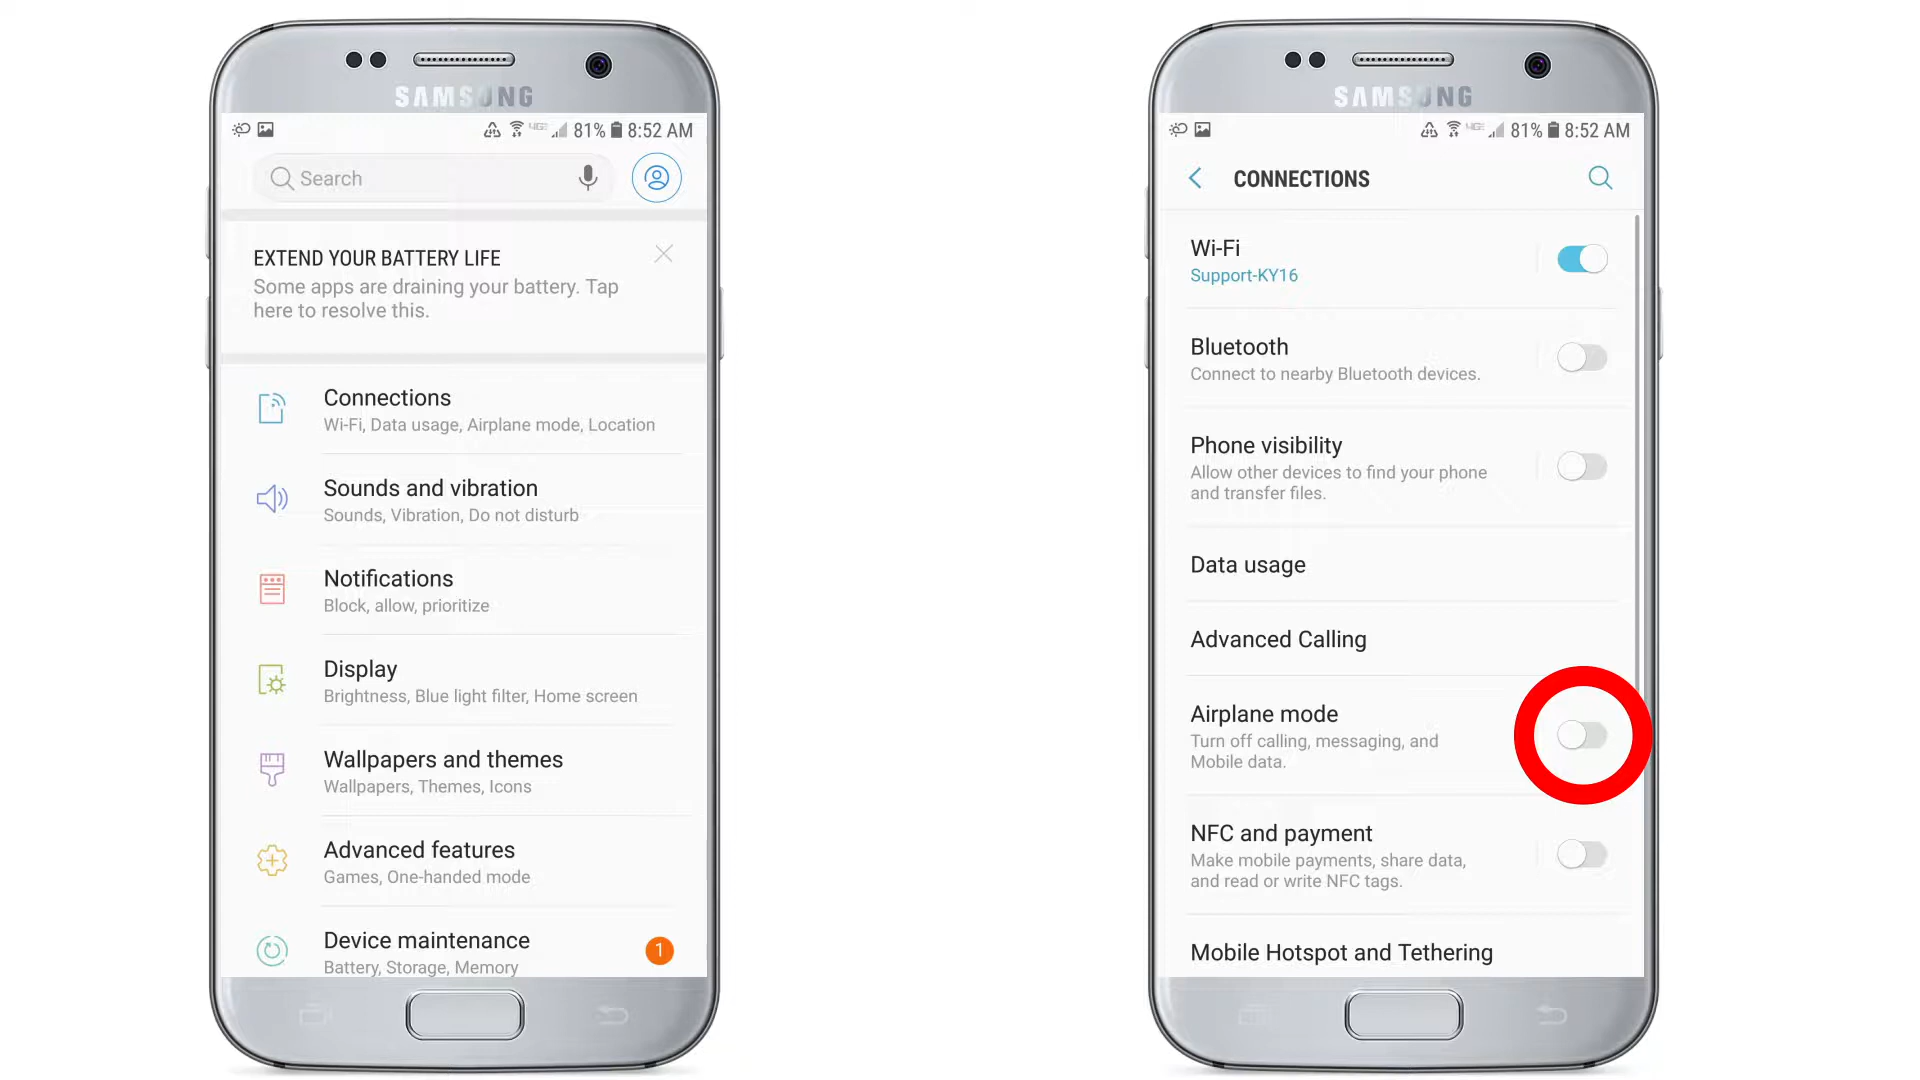 SAMSUNG
81% 8:52 AM
Search
EXTEND YOUR BATTERY LIFE
Some apps are draining your battery. Tap
here to resolve this.
Connections
Wi-Fi, Data usage, Airplane mode, Location
Sounds and vibration
Sounds, Vibration, Do not disturb
Notifications
Block, allow, prioritize
Display
Brightness, Blue light filter, Home screen
Wallpapers and themes
Wallpapers, Themes, Icons
Advanced features
Games, One-handed mode
Device maintenance
1
Battery, Storage, Memory
SAMSUNG
81% 8:52 AM
CONNECTIONS
Wi-Fi
Support-KY16
Bluetooth
Connect to nearby Bluetooth devices.
Phone visibility
Allow other devices to find your phone
and transfer files.
Data usage
Advanced Calling
Airplane mode
Turn off calling, messaging, and
Mobile data.
NFC and payment
Make mobile payments, share data,
and read or write NFC tags.
Mobile Hotspot and Tethering